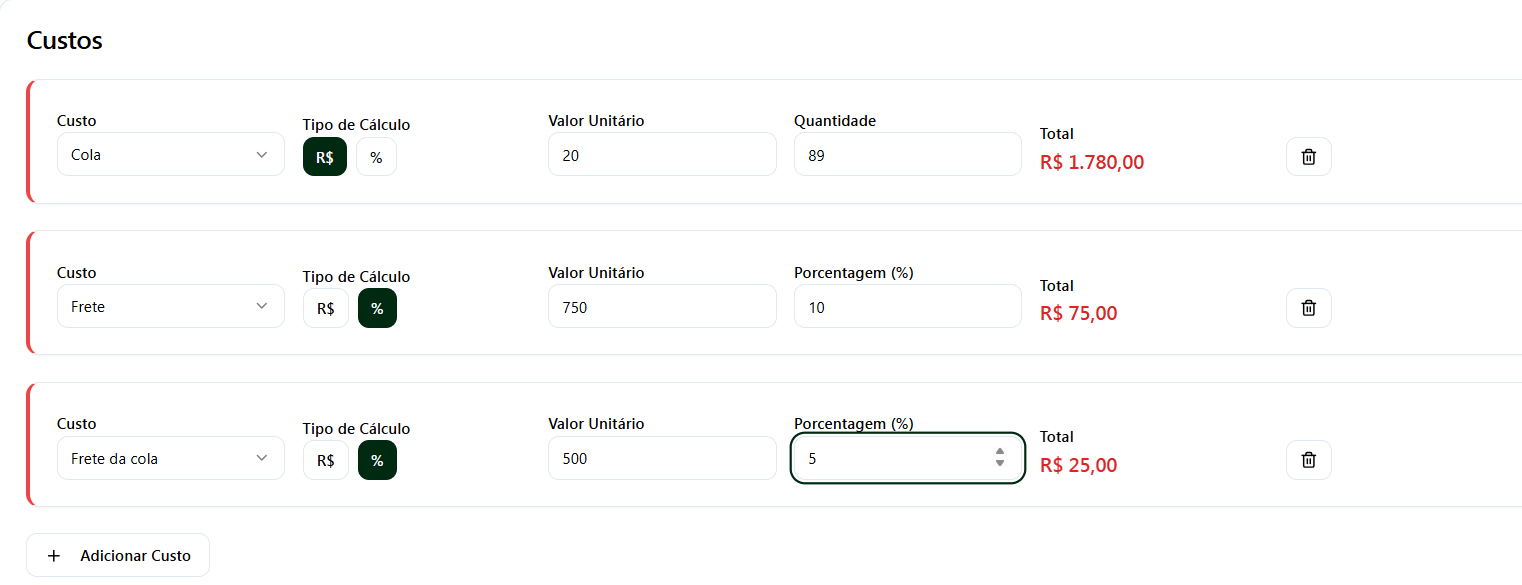 Custos
Custo Tipo de Cálculo Valor Unitário Quantidade Total
Cola R$ % 20 89 R$ 1.780,00
Custo Tipo de Cálculo Valor Unitário Porcentagem (%) Total
Frete R$ % 750 10 R$ 75,00
Custo Tipo de Cálculo Valor Unitário Porcentagem (%) Total
Frete da cola R$ % 500 5 R$ 25,00
+ Adicionar Custo